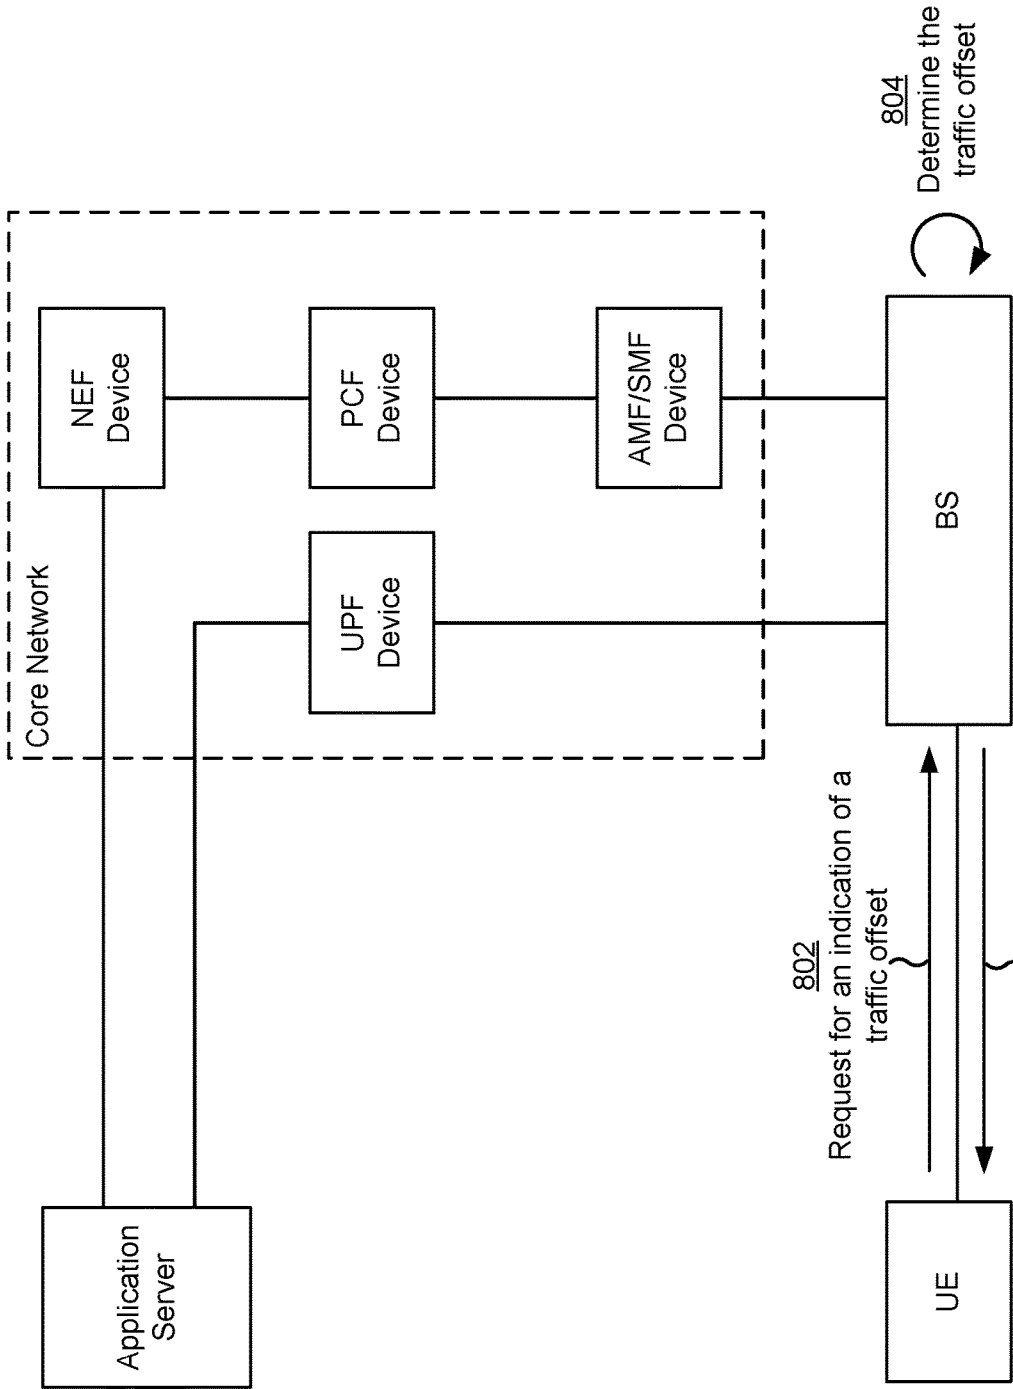 Core Network
NEF
Device
PCF
Device
AMF/SMF
Device
UPF
Device
Application
Server
UE
BS
802
Request for an indication of a
traffic offset
804
Determine the
traffic offset